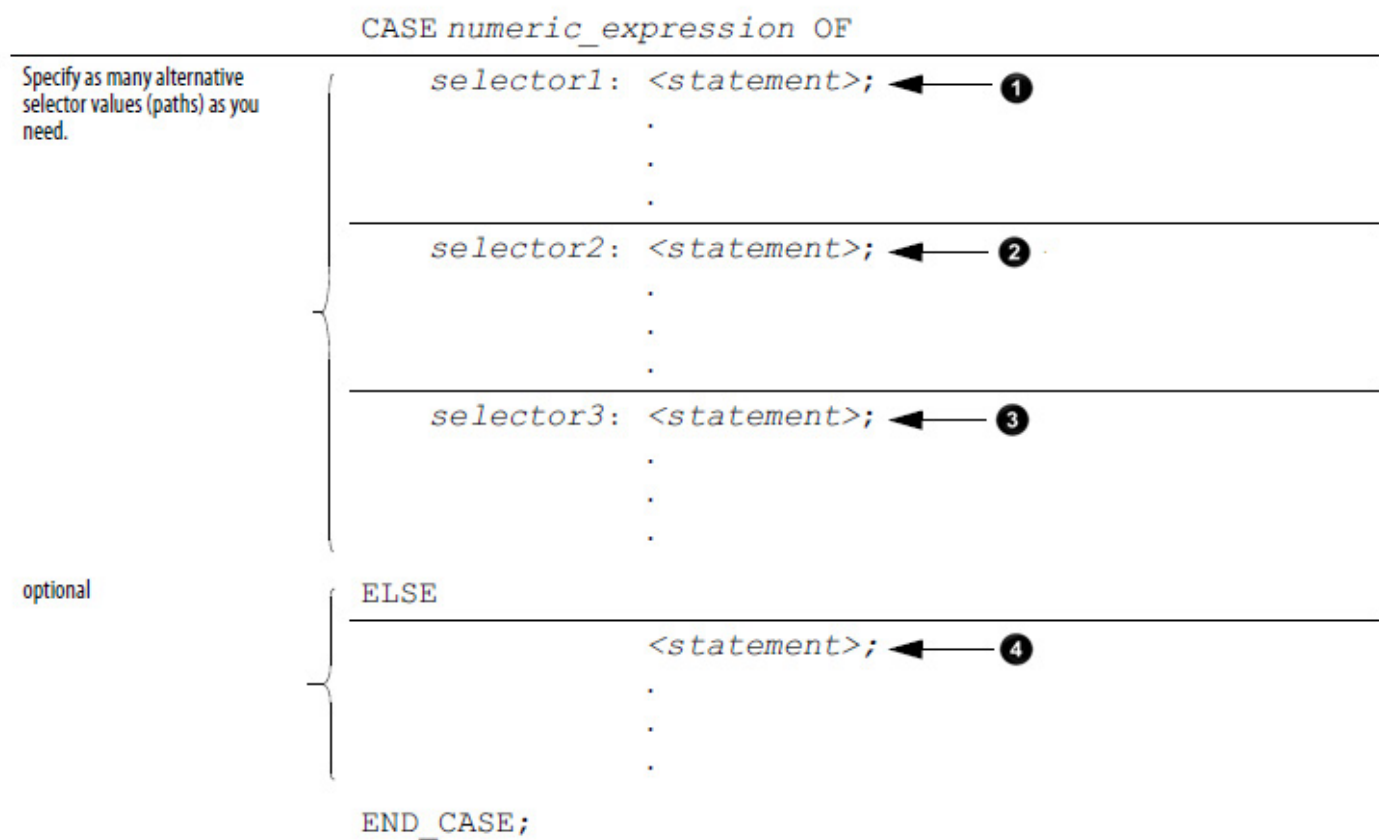 CASE numeric_expression OF
Specify as many alternative
selector values (paths) as you
need.
selector1: <statement>; 1
.
.
.
selector2: <statement>; 2
.
.
.
selector3: <statement>; 3
.
.
.
optional
ELSE
<statement>; 4
.
.
.
END_CASE;